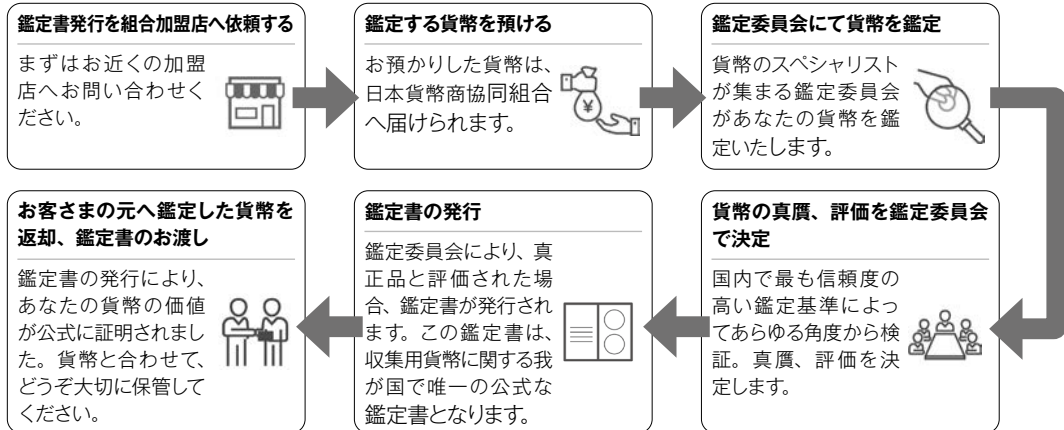 鑑定書発行を組合加盟店へ依頼する
まずはお近くの加盟
店へお問い合わせく
ださい。
鑑定する貨幣を預ける
お預かりした貨幣は、
日本貨幣商協同組合
へ届けられます。
¥
鑑定委員会にて貨幣を鑑定
貨幣のスペシャリスト
が集まる鑑定委員会
があなたの貨幣を鑑
定いたします。
貨幣の真贋、評価を鑑定委員会
で決定
国内で最も信頼度の
高い鑑定基準によっ
てあらゆる角度から検
証。真贋、評価を決
定します。
鑑定書の発行
鑑定委員会により、真
正品と評価された場
合、鑑定書が発行され
ます。この鑑定書は、
収集用貨幣に関する我
が国で唯一の公式な
鑑定書となります。
お客さまの元へ鑑定した貨幣を
返却、鑑定書のお渡し
鑑定書の発行により、
あなたの貨幣の価値
が公式に証明されまし
た。貨幣と合わせて、
どうぞ大切に保管して
ください。